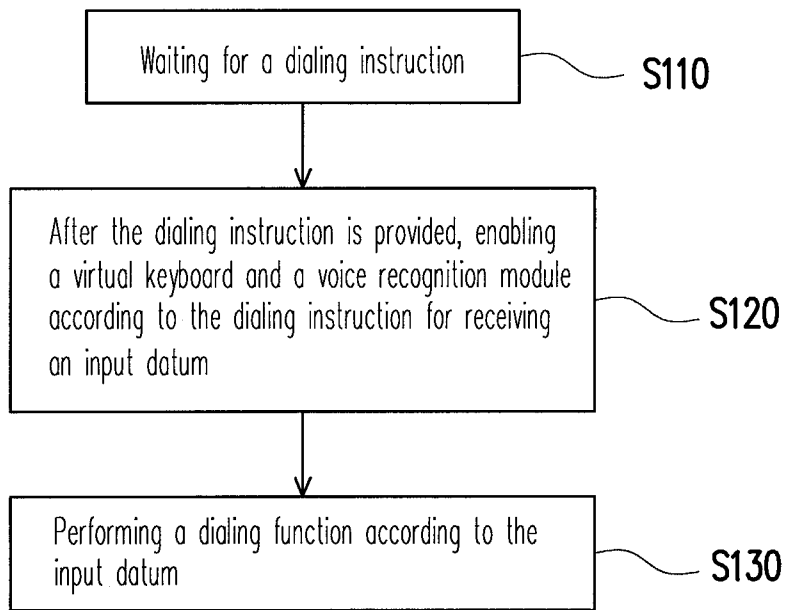 Waiting for a dialing instruction
S110
After the dialing instruction is provided, enabling
a virtual keyboard and a voice recognition module
according to the dialing instruction for receiving
an input datum
S120
Performing a dialing function according to the
input datum
S130